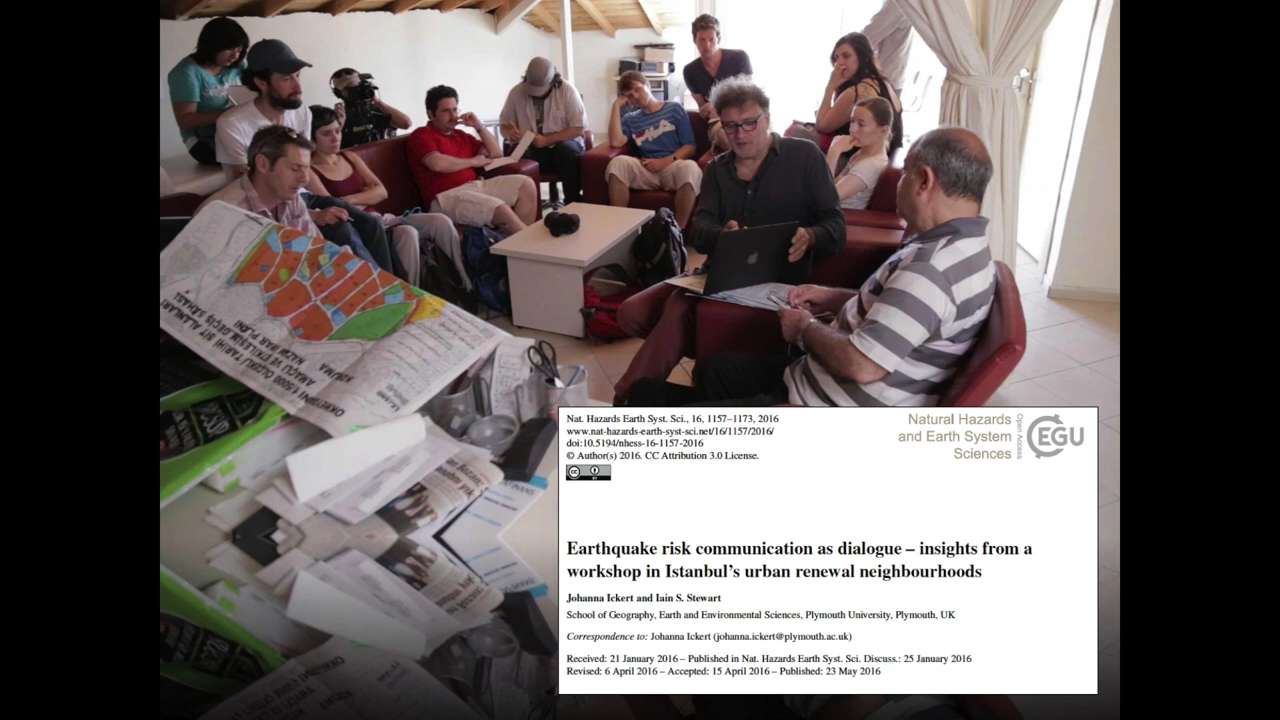 Nat. Hazards Earth Syst. Sci., 16, 1157–1173, 2016
www.nat-hazards-earth-syst-sci.net/16/1157/2016/
doi:10.5194/nhess-16-1157-2016
© Author(s) 2016. CC Attribution 3.0 License.
cc
BY
Natural Hazards
and Earth System
Sciences
Open Access
EGU
Earthquake risk communication as dialogue – insights from a
workshop in Istanbul's urban renewal neighbourhoods
Johanna Ickert and Iain S. Stewart
School of Geography, Earth and Environmental Sciences, Plymouth University, Plymouth, UK
Correspondence to: Johanna Ickert (johanna.ickert@plymouth.ac.uk)
Received: 21 January 2016 – Published in Nat. Hazards Earth Syst. Sci. Discuss.: 25 January 2016
Revised: 6 April 2016 – Accepted: 15 April 2016 – Published: 23 May 2016